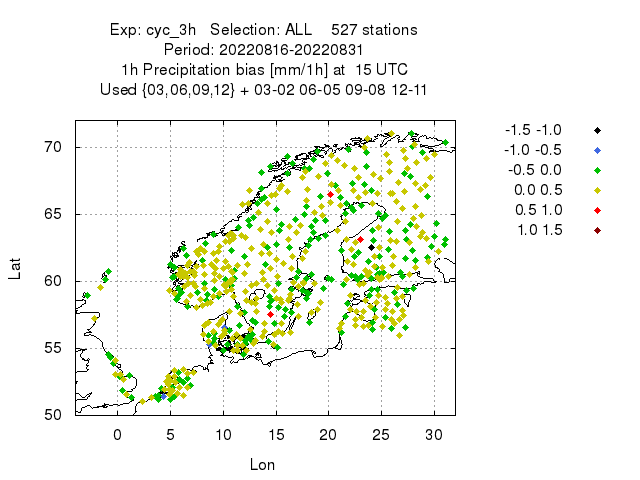 Exp: cyc_3h   Selection: ALL    527 stations
Period: 20220816-20220831
1h Precipitation bias [mm/1h] at  15 UTC
Used {03,06,09,12} + 03-02 06-05 09-08 12-11
-1.5 -1.0
-1.0 -0.5
-0.5 0.0
0.0 0.5
0.5 1.0
1.0 1.5
70
65
60
55
50
Lat
0 5 10 15 20 25 30
Lon